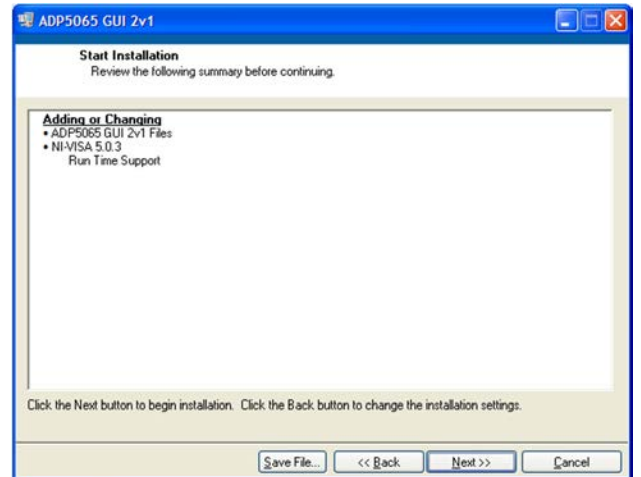 ADP5065 GUI 2v1
Start Installation
Review the following summary before continuing.
Adding or Changing
• ADP5065 GUI 2v1 Files
• NI-VISA 5.0.3
Run Time Support
Click the Next button to begin installation.  Click the Back button to change the installation settings.
Save File... << Back Next >> Cancel